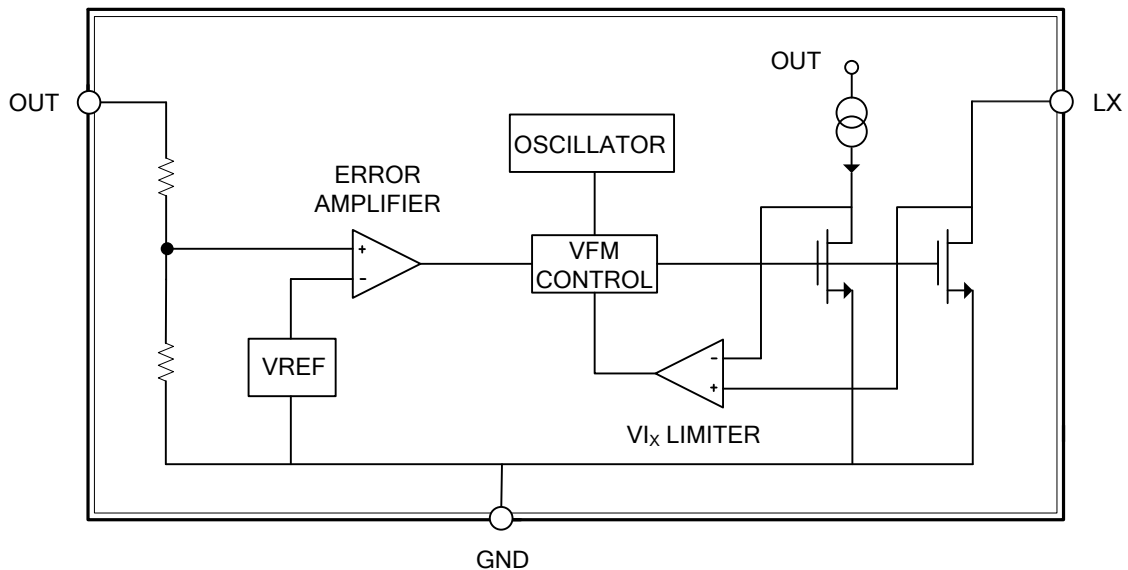 OUT
OUT
LX
OSCILLATOR
ERROR
AMPLIFIER
+
-
VFM
CONTROL
VREF
-
+
VIX LIMITER
GND